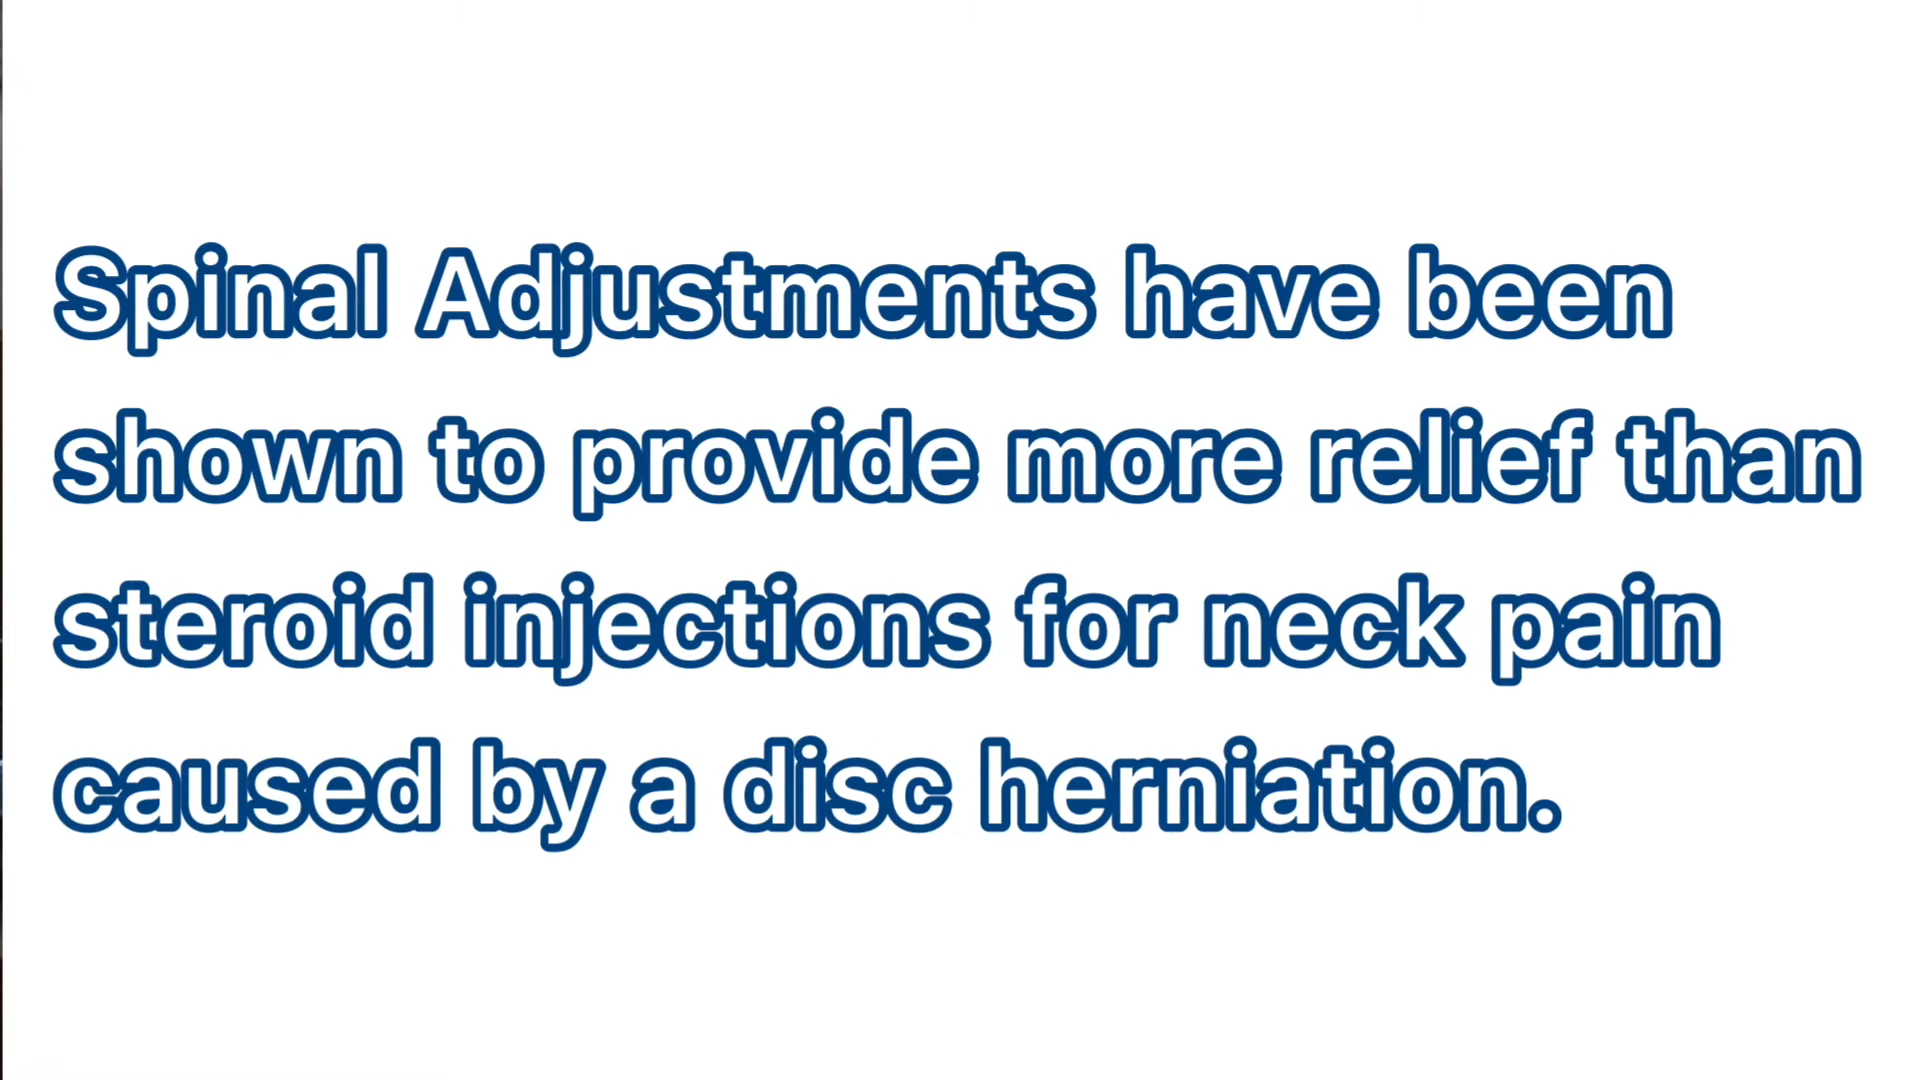 Spinal Adjustments have been
shown to provide more relief than
steroid injections for neck pain
caused by a disc herniation.